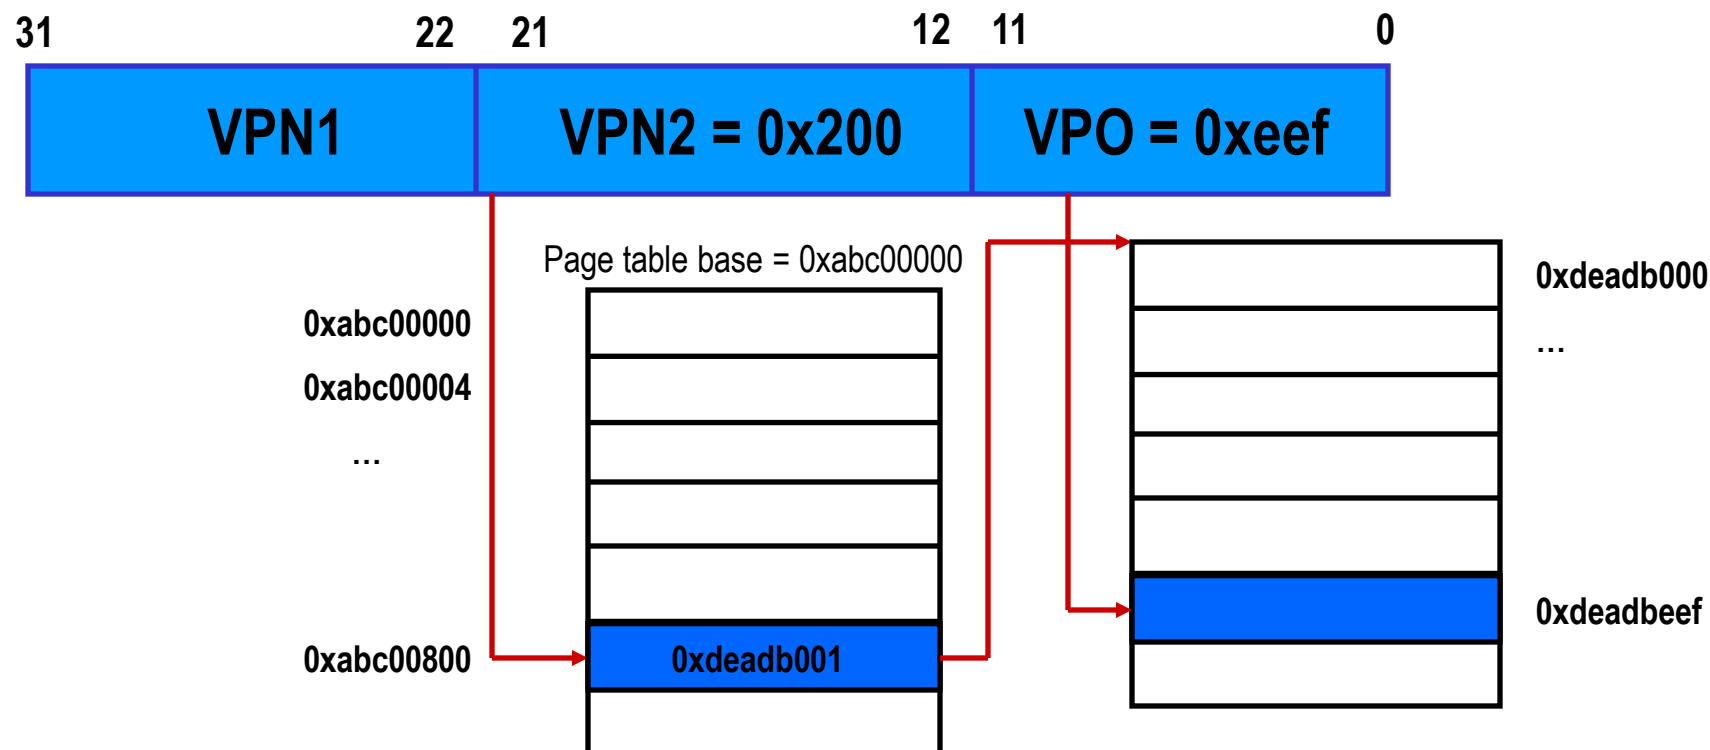 31 22 21 12 11 0
VPN1 VPN2 = 0x200 VPO = 0xeef
Page table base = 0xabc00000
0xdeadb000
0xabc00000
...
0xabc00004
...
0xdeadbeef
0xabc00800 0xdeadb001